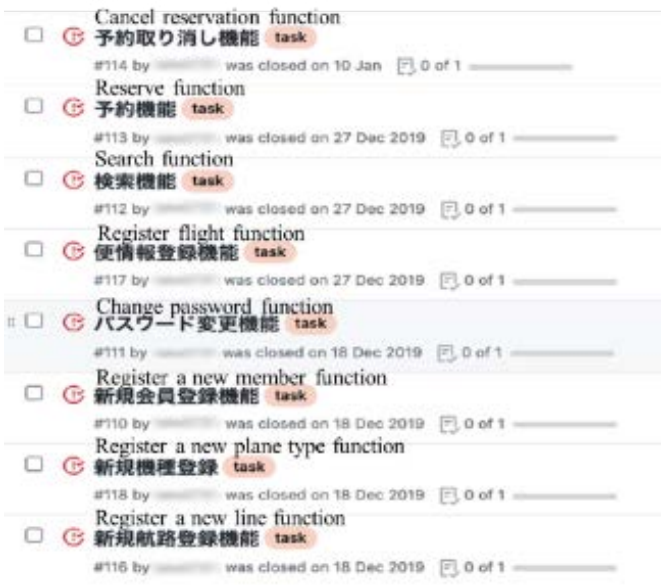 Cancel reservation function
予約取り消し機能 task
#114 by was closed on 10 Jan 0 of 1
Reserve function
予約機能 task
#113 by was closed on 27 Dec 2019 0 of 1
Search function
検索機能 task
#112 by was closed on 27 Dec 2019 0 of 1
Register flight function
便情報登録機能 task
#117 by was closed on 27 Dec 2019 0 of 1
Change password function
パスワード変更機能 task
#111 by was closed on 18 Dec 2019 0 of 1
Register a new member function
新規会員登録機能 task
#110 by was closed on 18 Dec 2019 0 of 1
Register a new plane type function
新規機種登録 task
#118 by was closed on 18 Dec 2019 0 of 1
Register a new line function
新規航路登録機能 task
#116 by was closed on 18 Dec 2019 0 of 1